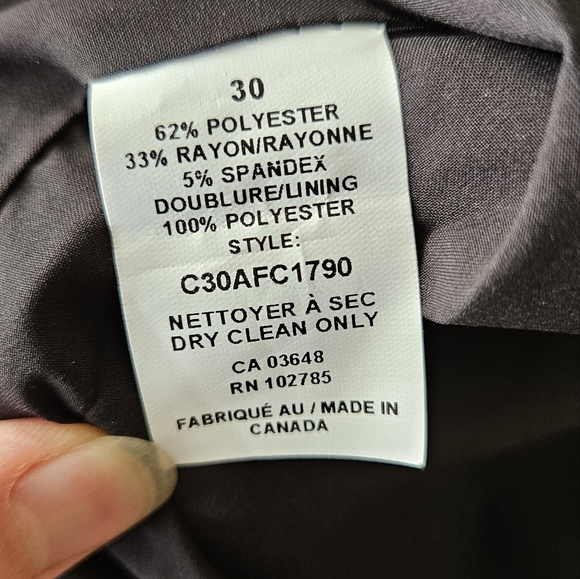 30
62% POLYESTER
33% RAYON/RAYONNE
5% SPANDEX
DOUBLURE/LINING
100% POLYESTER
STYLE:
C30AFC1790
NETTOYER À SEC
DRY CLEAN ONLY
CA 03648
RN 102785
FABRIQUÉ AU / MADE IN
CANADA